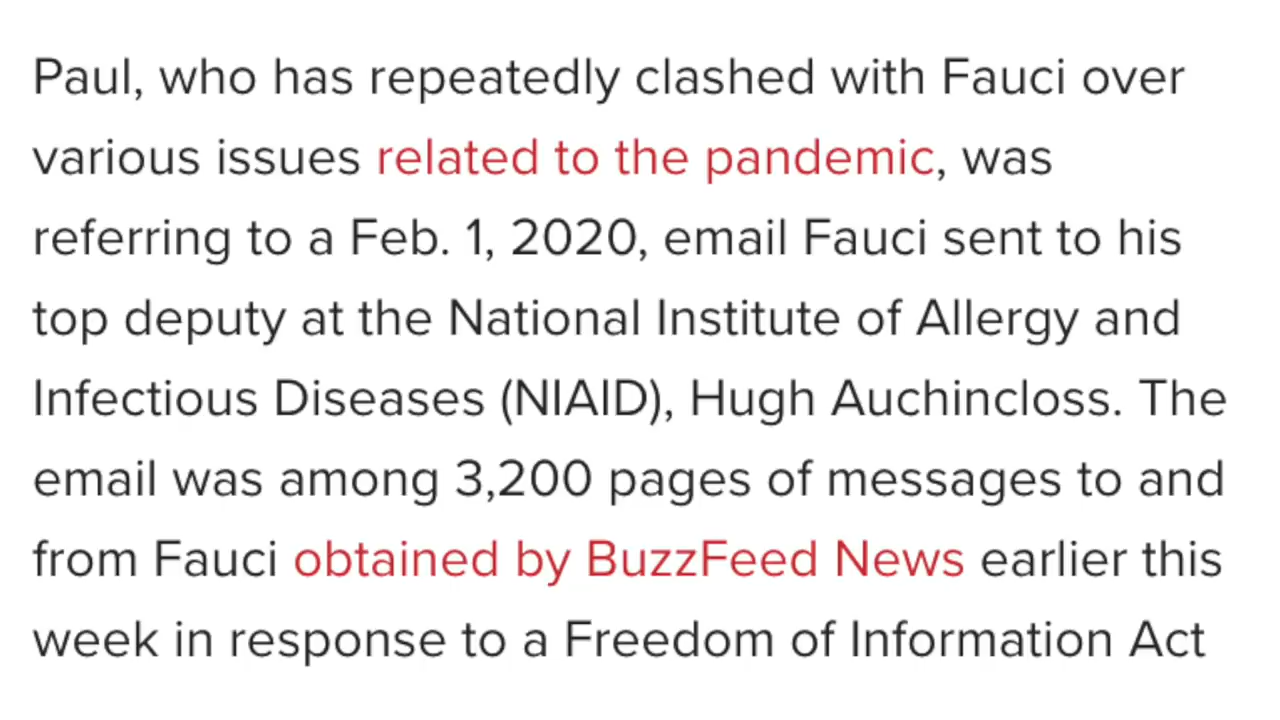 Paul, who has repeatedly clashed with Fauci over
various issues related to the pandemic, was
referring to a Feb. 1, 2020, email Fauci sent to his
top deputy at the National Institute of Allergy and
Infectious Diseases (NIAID), Hugh Auchincloss. The
email was among 3,200 pages of messages to and
from Fauci obtained by BuzzFeed News earlier this
week in response to a Freedom of Information Act